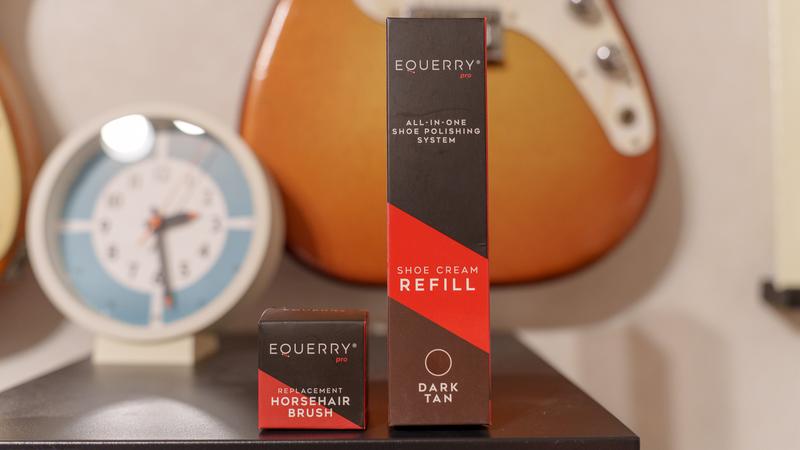 EQUERRY®
pro
ALL-IN-ONE
SHOE POLISHING
SYSTEM
SHOE CREAM
REFILL
DARK
TAN
EQUERRY®
pro
REPLACEMENT
HORSEHAIR
BRUSH